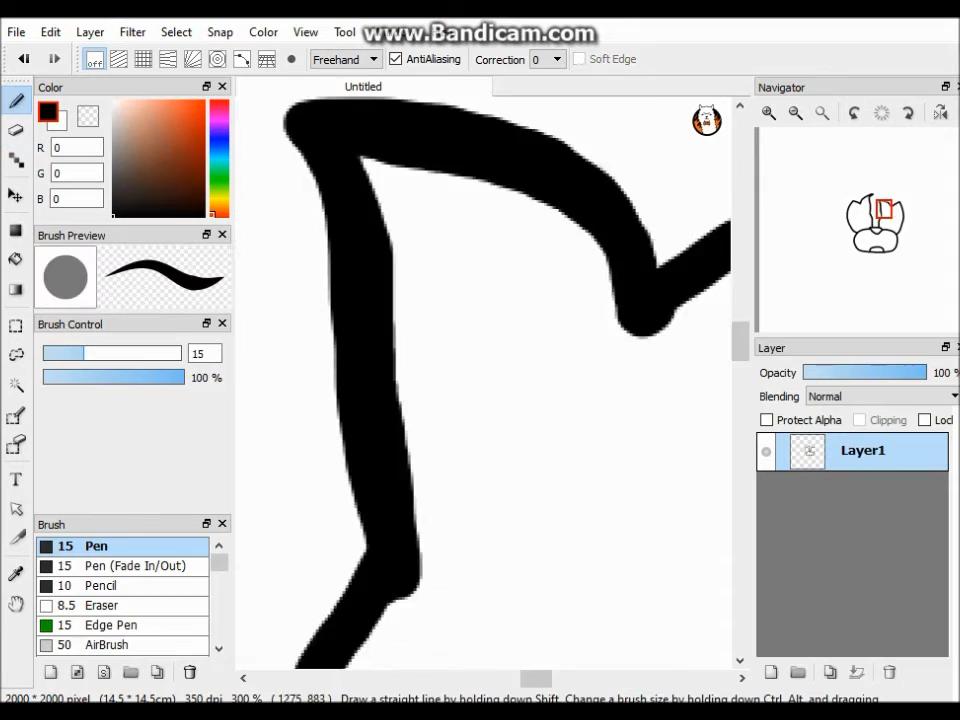 www.Bandicam.com
File Edit Layer Filter Select Snap Color View Tool
off Freehand AntiAliasing Correction 0 Soft Edge
Color
Untitled
Navigator
R 0
G 0
B 0
Brush Preview
Brush Control
15
100 %
Layer
Opacity 100 %
Blending Normal
Protect Alpha Clipping Locl
Layer1
Brush
15 Pen
15 Pen (Fade In/Out)
10 Pencil
8.5 Eraser
15 Edge Pen
50 AirBrush
2000 * 2000 pixel (14.5 * 14.5cm) 350 dpi 300 % ( 1275, 883 ) Draw a straight line by holding down Shift, Change a brush size by holding down Ctrl, Alt, and dragging